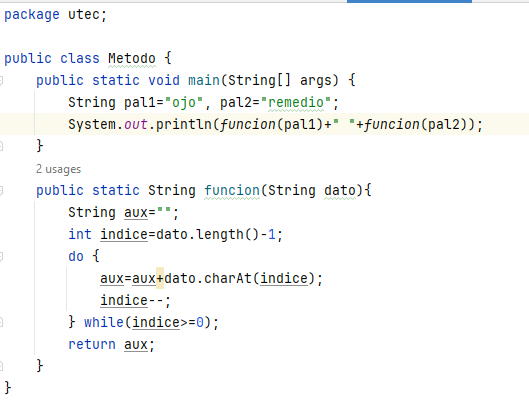 package utec;
public class Metodo {
public static void main(String[] args) {
String pal1="ojo", pal2="remedio";
System.out.println(funcion(pal1)+" "+funcion(pal2));
}
2 usages
public static String funcion(String dato){
String aux="";
int indice=dato.length()-1;
do {
aux=aux+dato.charAt(indice);
indice--;
} while(indice>=0);
return aux;
}
}